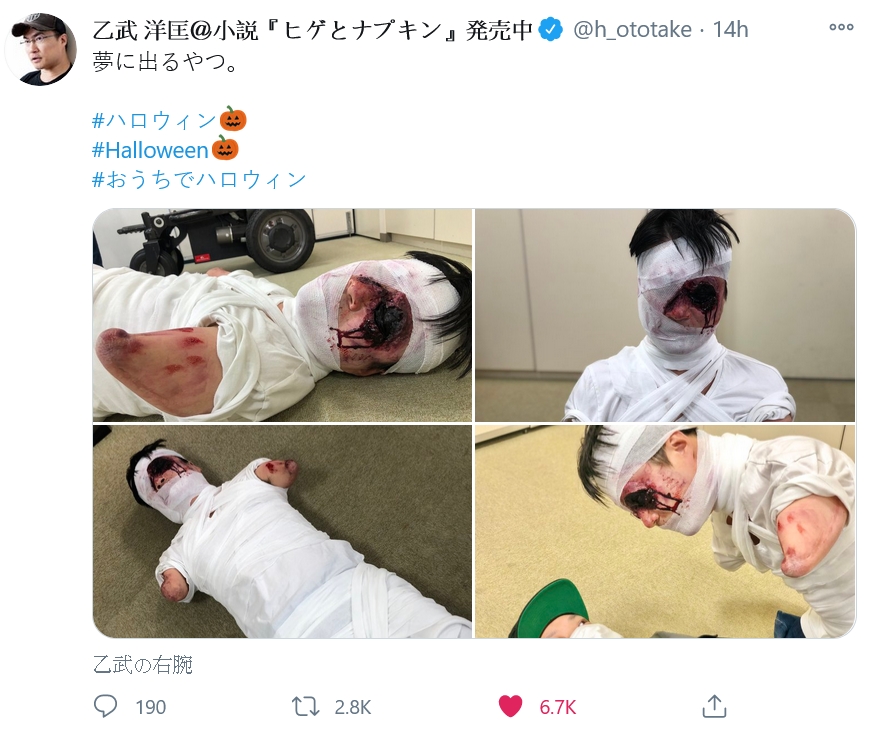 乙武 洋匡@小説『ヒゲとナプキン』発売中 @h_ototake · 14h
夢に出るやつ。
#ハロウィン🎃
#Halloween🎃
#おうちでハロウィン
乙武の右腕
190 2.8K 6.7K